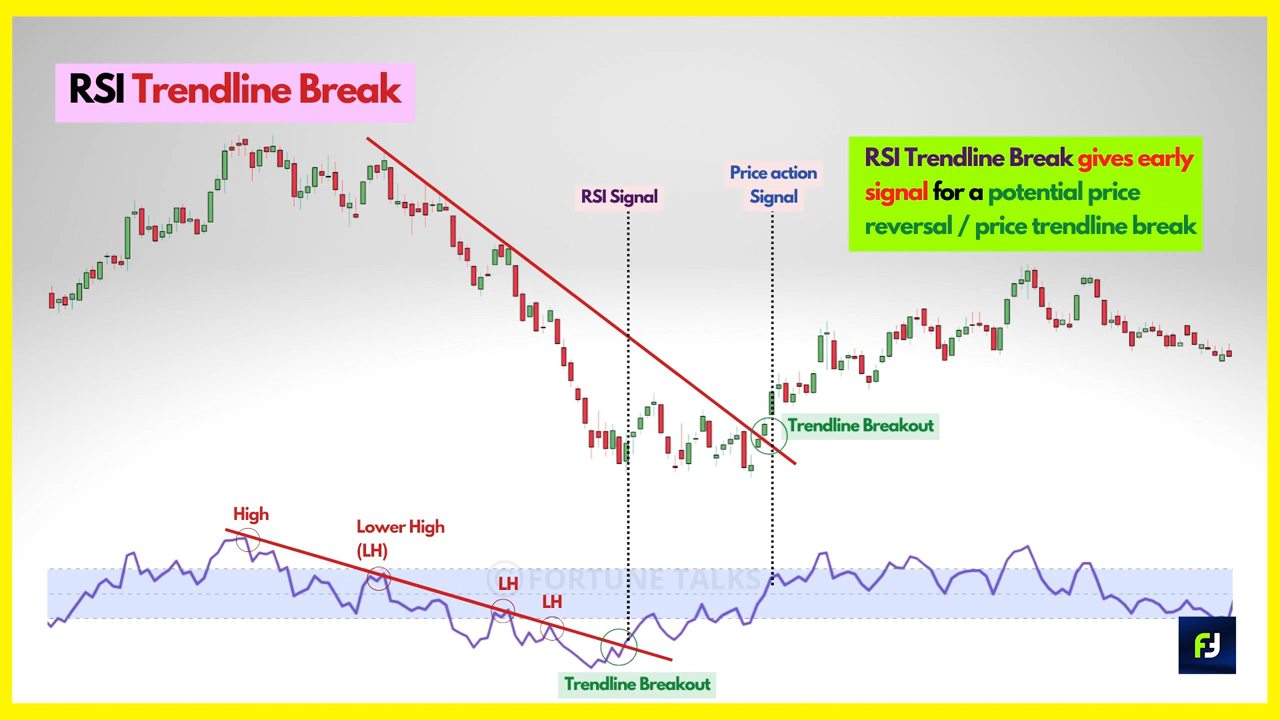 RSI Trendline Break
RSI Trendline Break gives early
signal for a potential price
reversal / price trendline break
RSI Signal
Price action
Signal
Trendline Breakout
High
Lower High
(LH)
LH
LH
@FORTUNE TALKS
Trendline Breakout